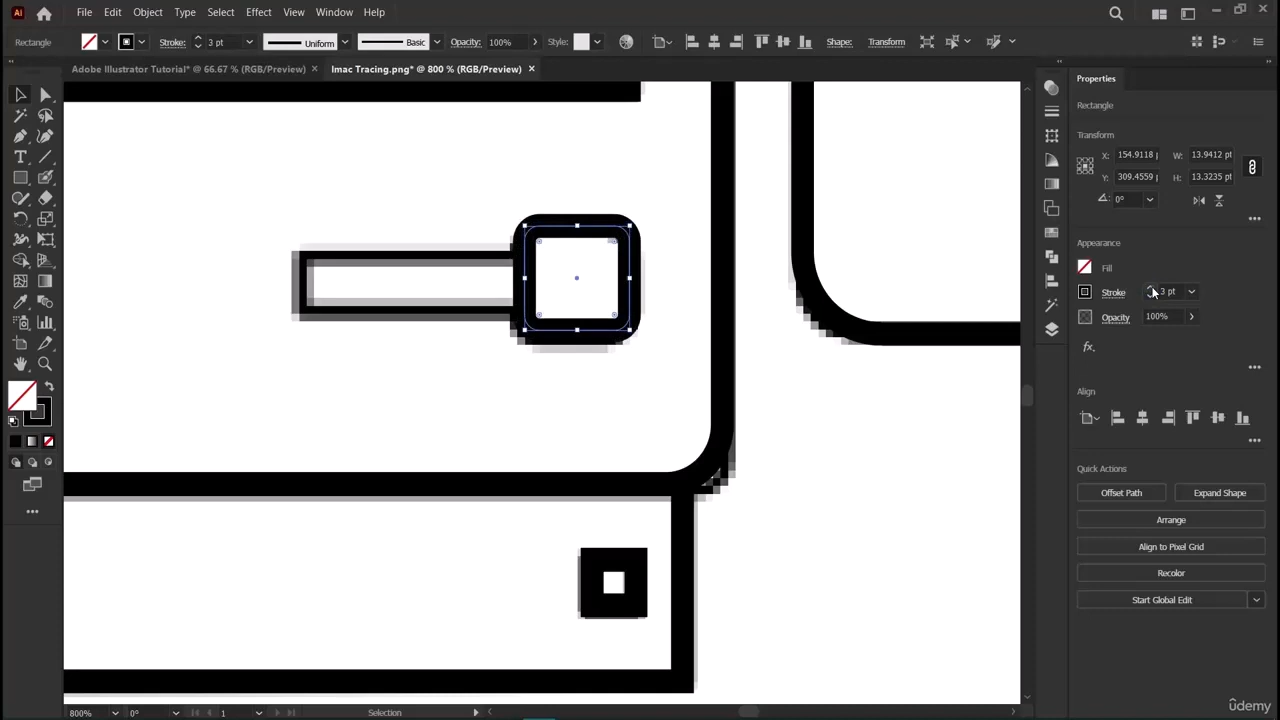 Ai File Edit Object Type Select Effect View Window Help
Rectangle Stroke: 3 pt Uniform Basic Opacity: 100% Style: Shape: Transform
Adobe Illustrator Tutorial* @ 66.67 % (RGB/Preview) × Imac Tracing.png* @ 800 % (RGB/Preview) ×
Properties
Rectangle
Transform
X: 154.9118 p W: 13.9412 pt
Y: 309.4559 p H: 13.3235 pt
0°
Appearance
Fill
Stroke 3 pt
Opacity 100%
fx.
Align
Quick Actions
Offset Path Expand Shape
Arrange
Align to Pixel Grid
Recolor
Start Global Edit
ûdemy
800% 0° 1 Selection